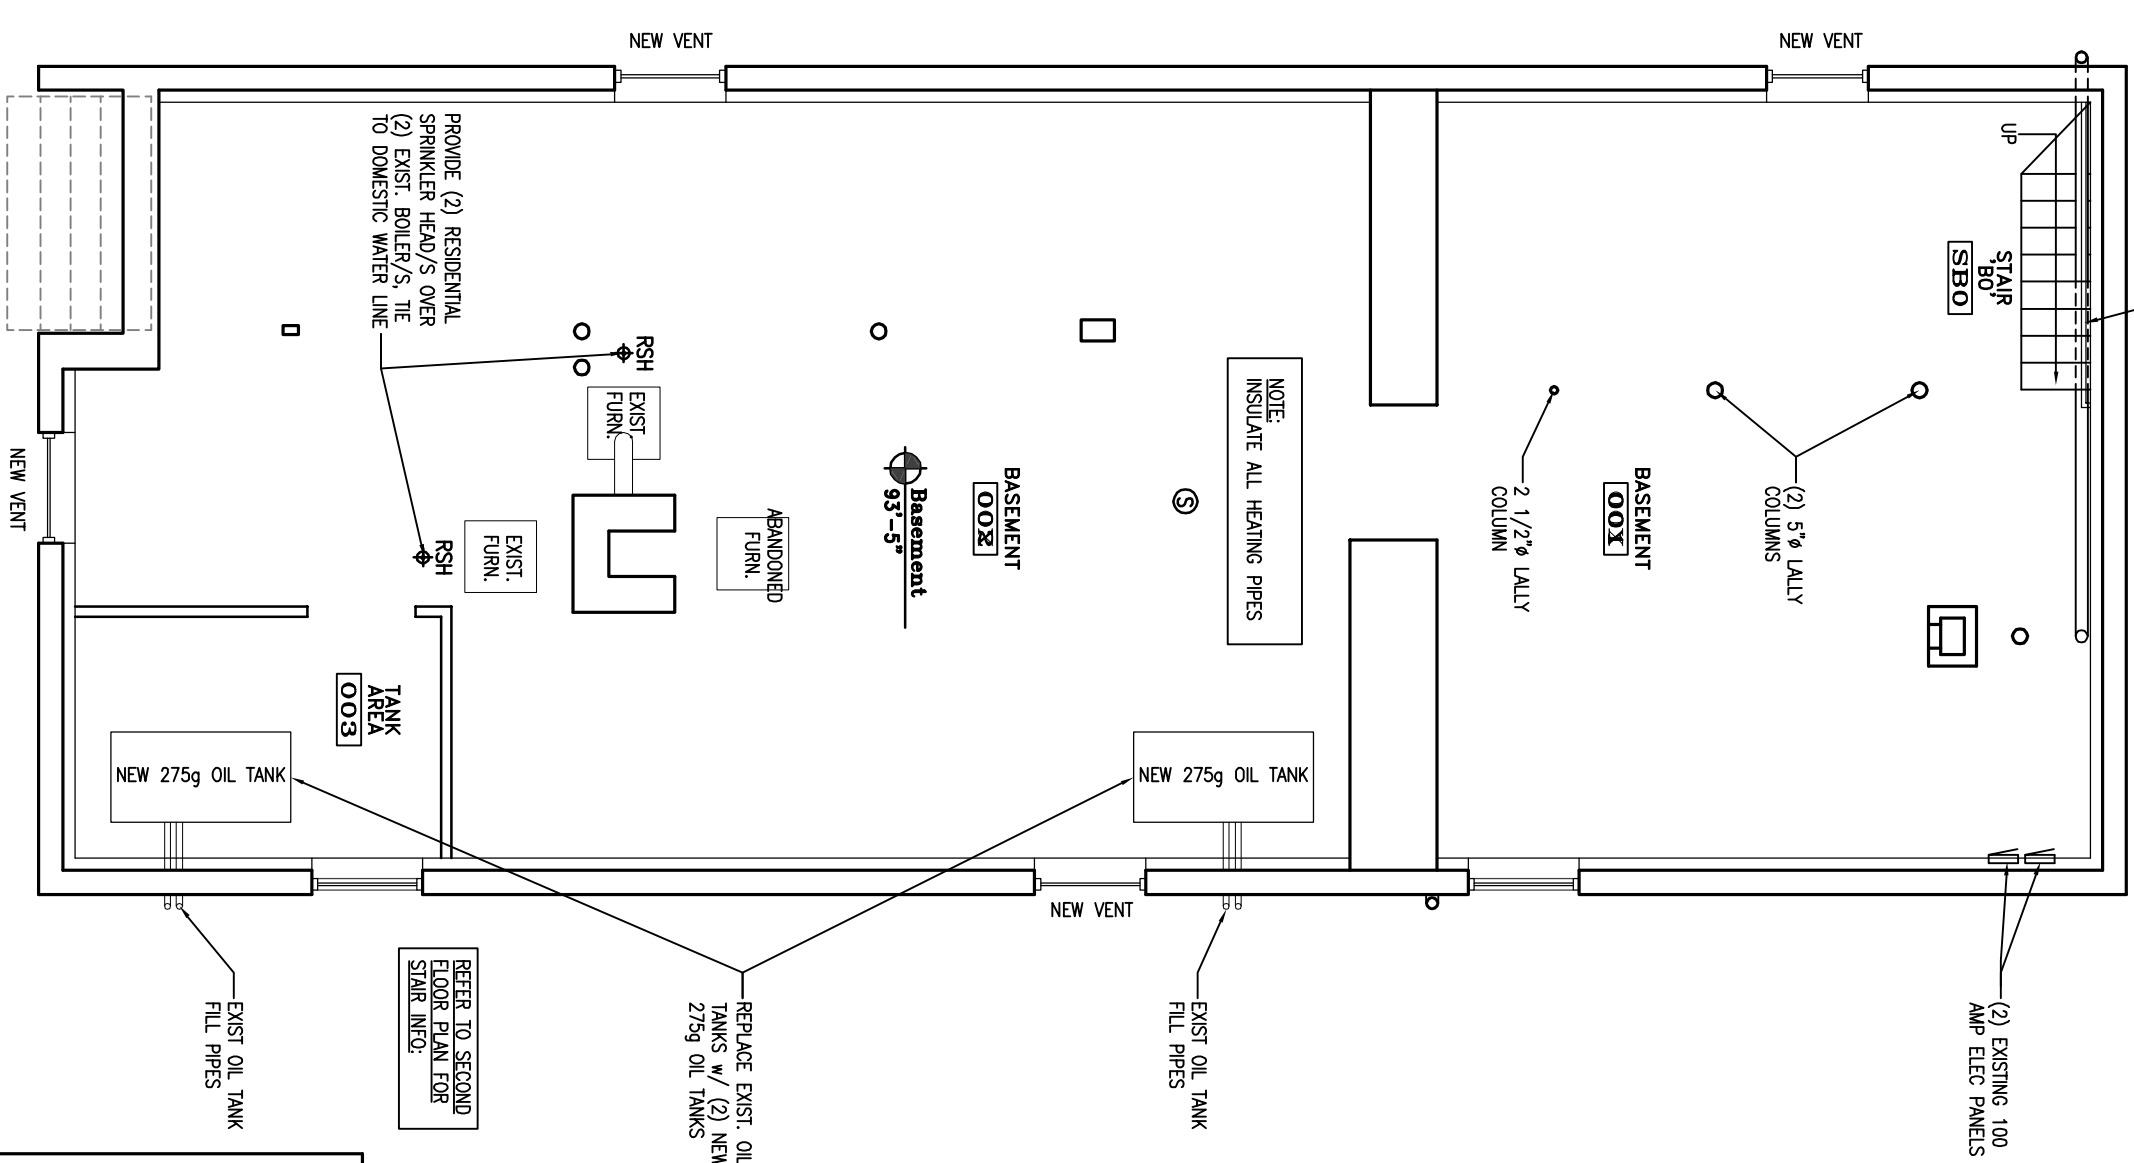 NEW VENT
NEW VENT
PROVIDE (2) RESIDENTIAL
SPRINKLER HEAD/S OVER
(2) EXIST. BOILER/S, TIE
TO DOMESTIC WATER LINE
UP
STAIR
'B0'
SB0
RSH
EXIST
FURN.
NOTE:
INSULATE ALL HEATING PIPES
BASEMENT
00X
Basement
93'-5"
S
BASEMENT
00X
2 1/2"ø LALLY
COLUMN
(2) 5"ø LALLY
COLUMNS
NEW VENT
RSH
EXIST.
FURN.
ABANDONED
FURN.
TANK
AREA
003
NEW 275g OIL TANK
NEW 275g OIL TANK
NEW VENT
EXIST OIL TANK
FILL PIPES
REFER TO SECOND
FLOOR PLAN FOR
STAIR INFO:
REPLACE EXIST. OIL
TANKS w/ (2) NEW
275g OIL TANKS
EXIST OIL TANK
FILL PIPES
(2) EXISTING 100
AMP ELEC PANELS